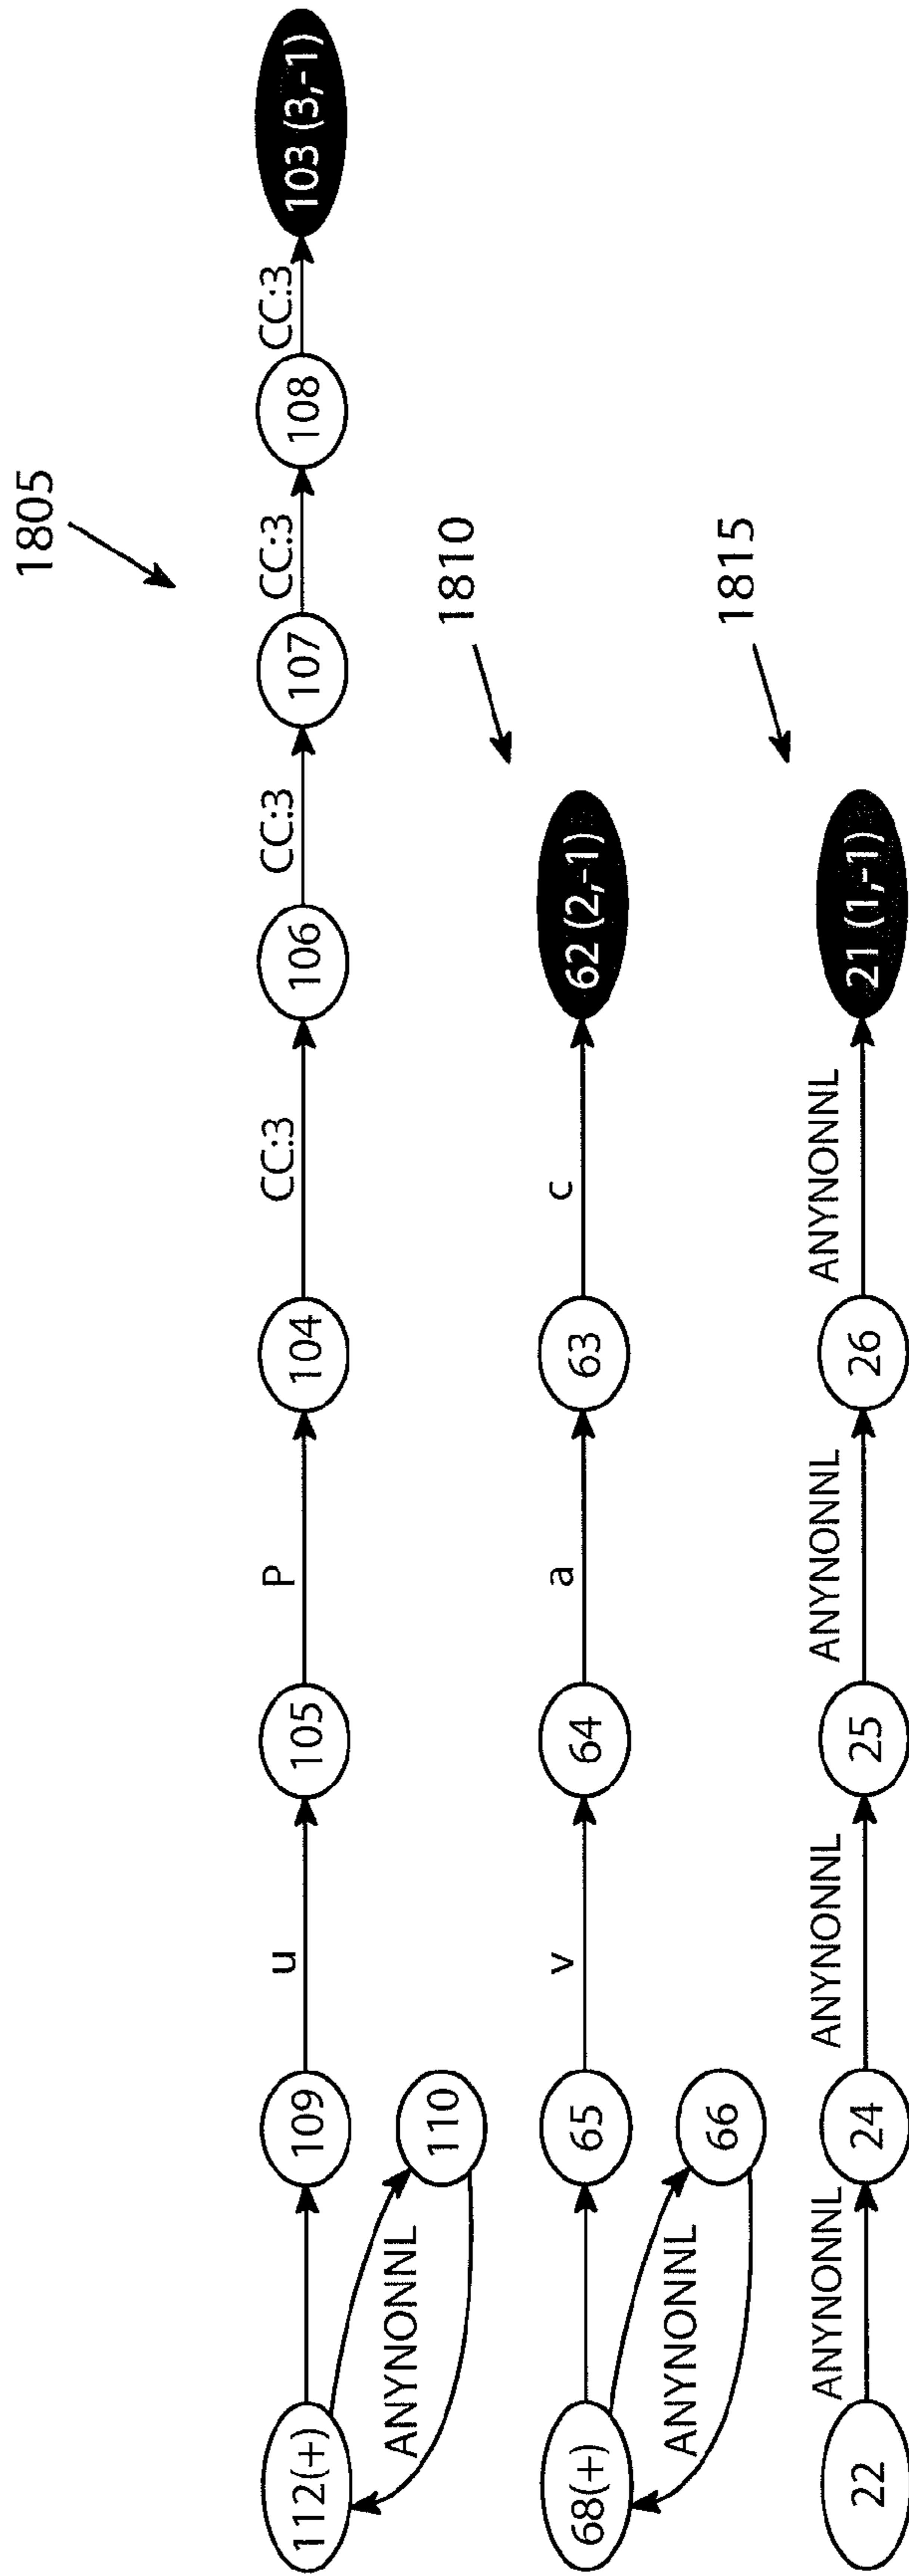 1805
112(+)
109
u
105
P
104
CC:3
106
CC:3
107
CC:3
108
CC:3
103 (3,-1)
110
ANYNONNL
1810
68(+)
65
v
64
a
63
c
62 (2,-1)
66
ANYNONNL
1815
22
ANYNONNL
24
ANYNONNL
25
ANYNONNL
26
ANYNONNL
21 (1,-1)